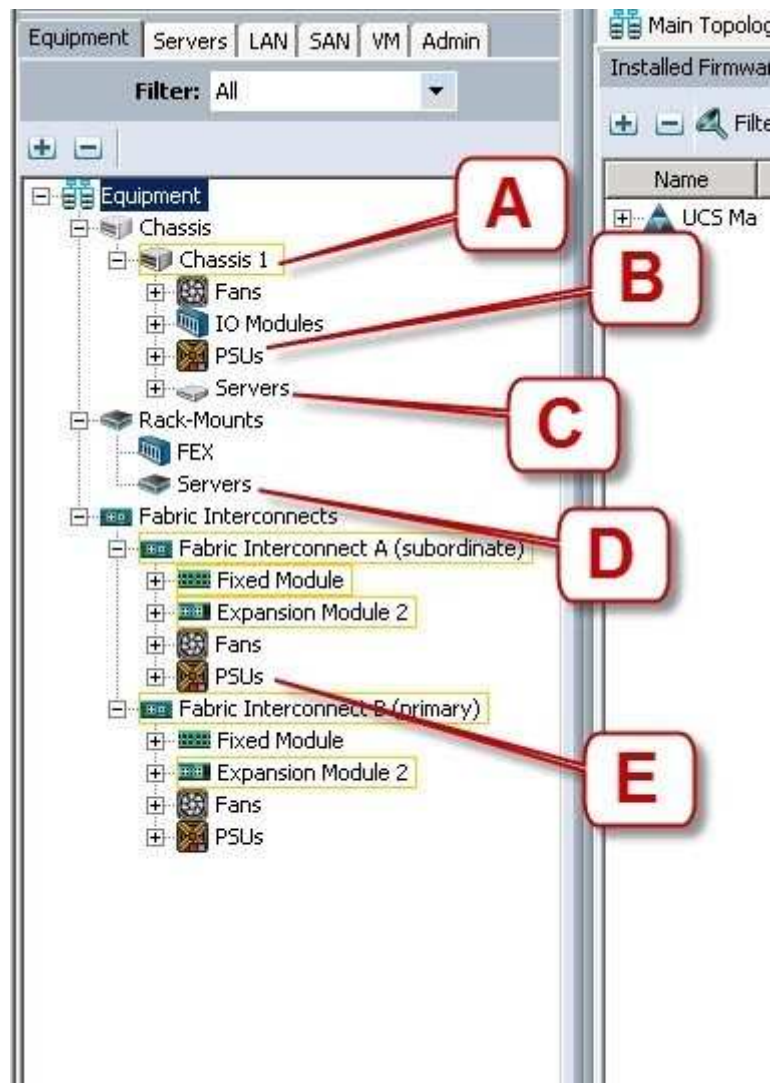 Equipment Servers LAN SAN VM Admin
Filter: All
Equipment
Chassis
Chassis 1
Fans
IO Modules
PSUs
Servers
Rack-Mounts
FEX
Servers
Fabric Interconnects
Fabric Interconnect A (subordinate)
Fixed Module
Expansion Module 2
Fans
PSUs
Fabric Interconnect B (primary)
Fixed Module
Expansion Module 2
Fans
PSUs
A
B
C
D
E
Main Topolog
Installed Firmwa
Filte
Name
UCS Ma